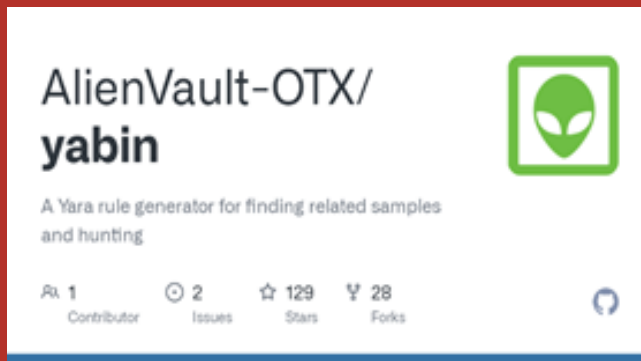 AlienVault-OTX/
yabin
A Yara rule generator for finding related samples
and hunting
1
Contributor
2
Issues
129
Stars
28
Forks